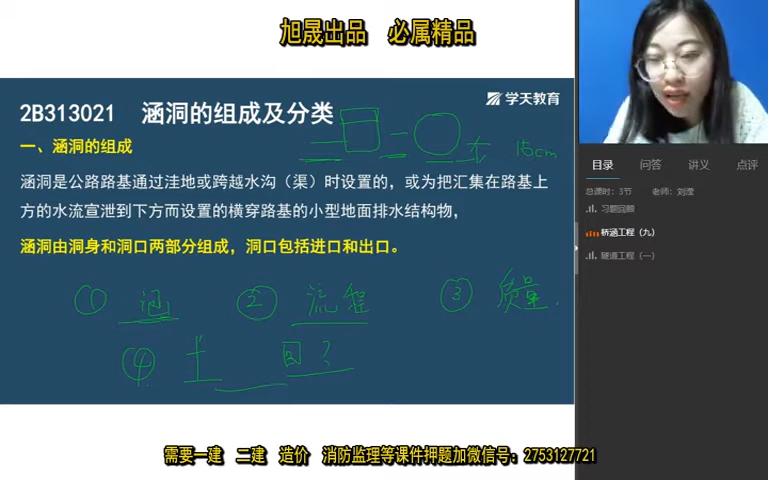 旭晟出品 必属精品
学天教育
2B313021 涵洞的组成及分类
一、涵洞的组成
15cm
涵洞是公路路基通过洼地或跨越水沟（渠）时设置的，或为把汇集在路基上
方的水流宣泄到下方而设置的横穿路基的小型地面排水结构物，
涵洞由洞身和洞口两部分组成，洞口包括进口和出口。
① 涵 ② 流程 ③ 质量
④ 土 回？
目录 问答 讲义 点评
总课时：3节 老师：刘滢
习题回顾
桥涵工程（九）
隧道工程（一）
需要一建 二建 造价 消防监理等课件押题加微信号：2753127721